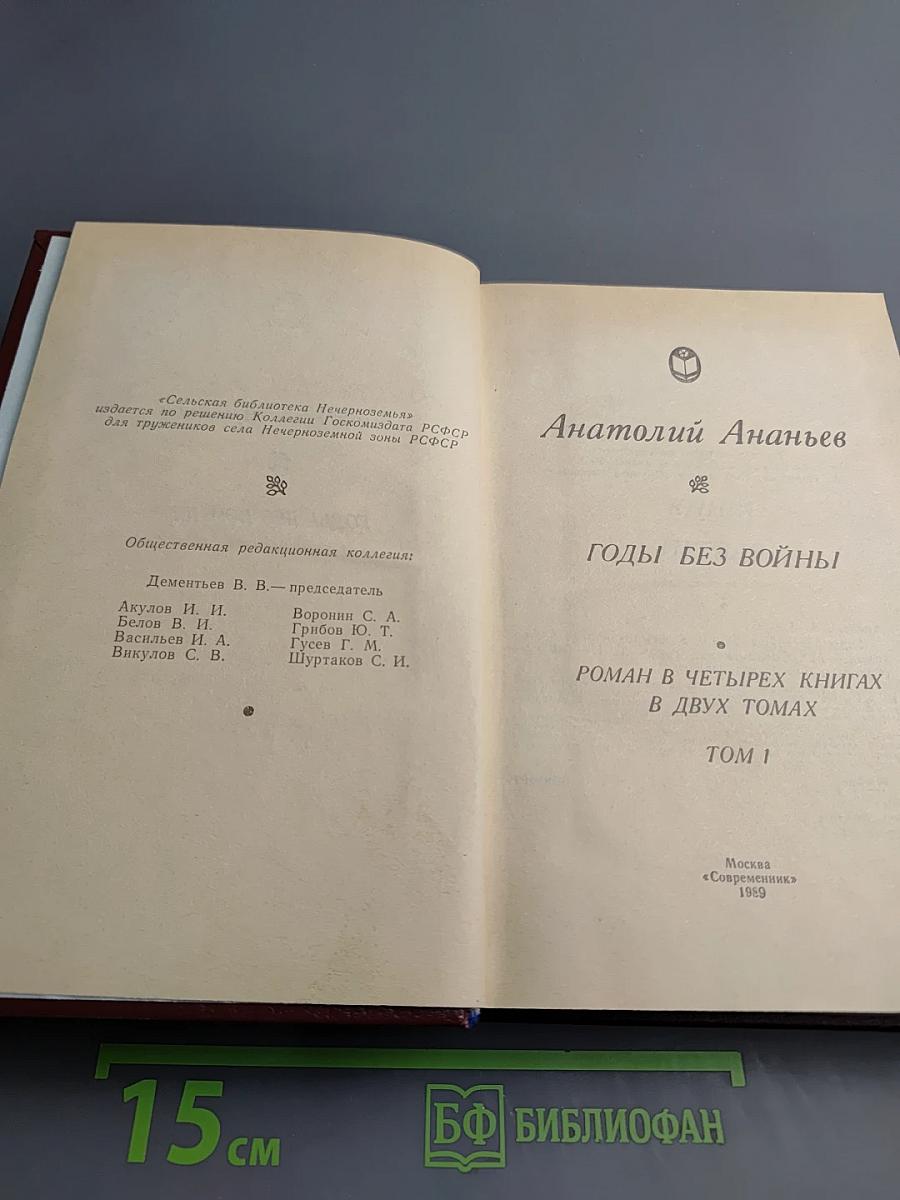 «Сельская библиотека Нечерноземья»
издается по решению Коллегии Госкомиздата РСФСР
для тружеников села Нечерноземной зоны РСФСР
Общественная редакционная коллегия:
Дементьев В. В.— председатель
Акулов И. И.
Белов В. И.
Васильев И. А.
Викулов С. В.
Воронин С. А.
Грибов Ю. Т.
Гусев Г. М.
Шуртаков С. И.
Анатолий Ананьев
ГОДЫ БЕЗ ВОЙНЫ
РОМАН В ЧЕТЫРЕХ КНИГАХ
В ДВУХ ТОМАХ
ТОМ 1
Москва
«Современник»
1989
15 см
БФ БИБЛИОФАН